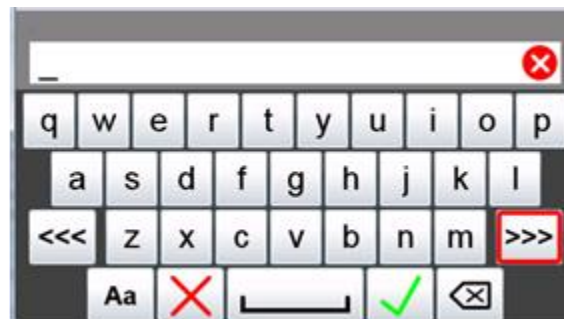 _
q w e r t y u i o p
a s d f g h j k l
<<< z x c v b n m >>>
Aa